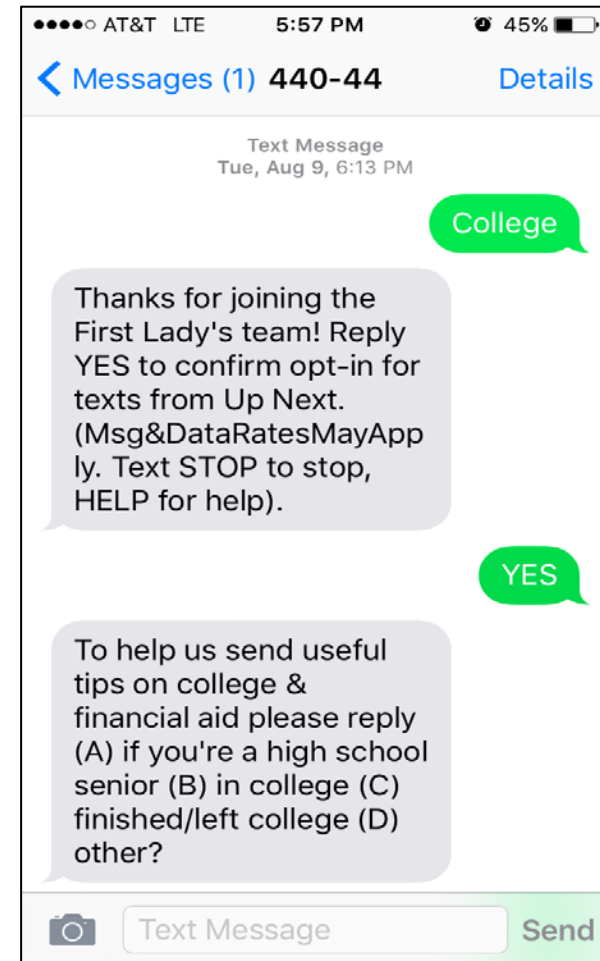 AT&T LTE 5:57 PM 45%
Messages (1) 440-44 Details
Text Message
Tue, Aug 9, 6:13 PM
College
Thanks for joining the
First Lady's team! Reply
YES to confirm opt-in for
texts from Up Next.
(Msg&DataRatesMayApp
ly. Text STOP to stop,
HELP for help).
YES
To help us send useful
tips on college &
financial aid please reply
(A) if you're a high school
senior (B) in college (C)
finished/left college (D)
other?
Text Message Send